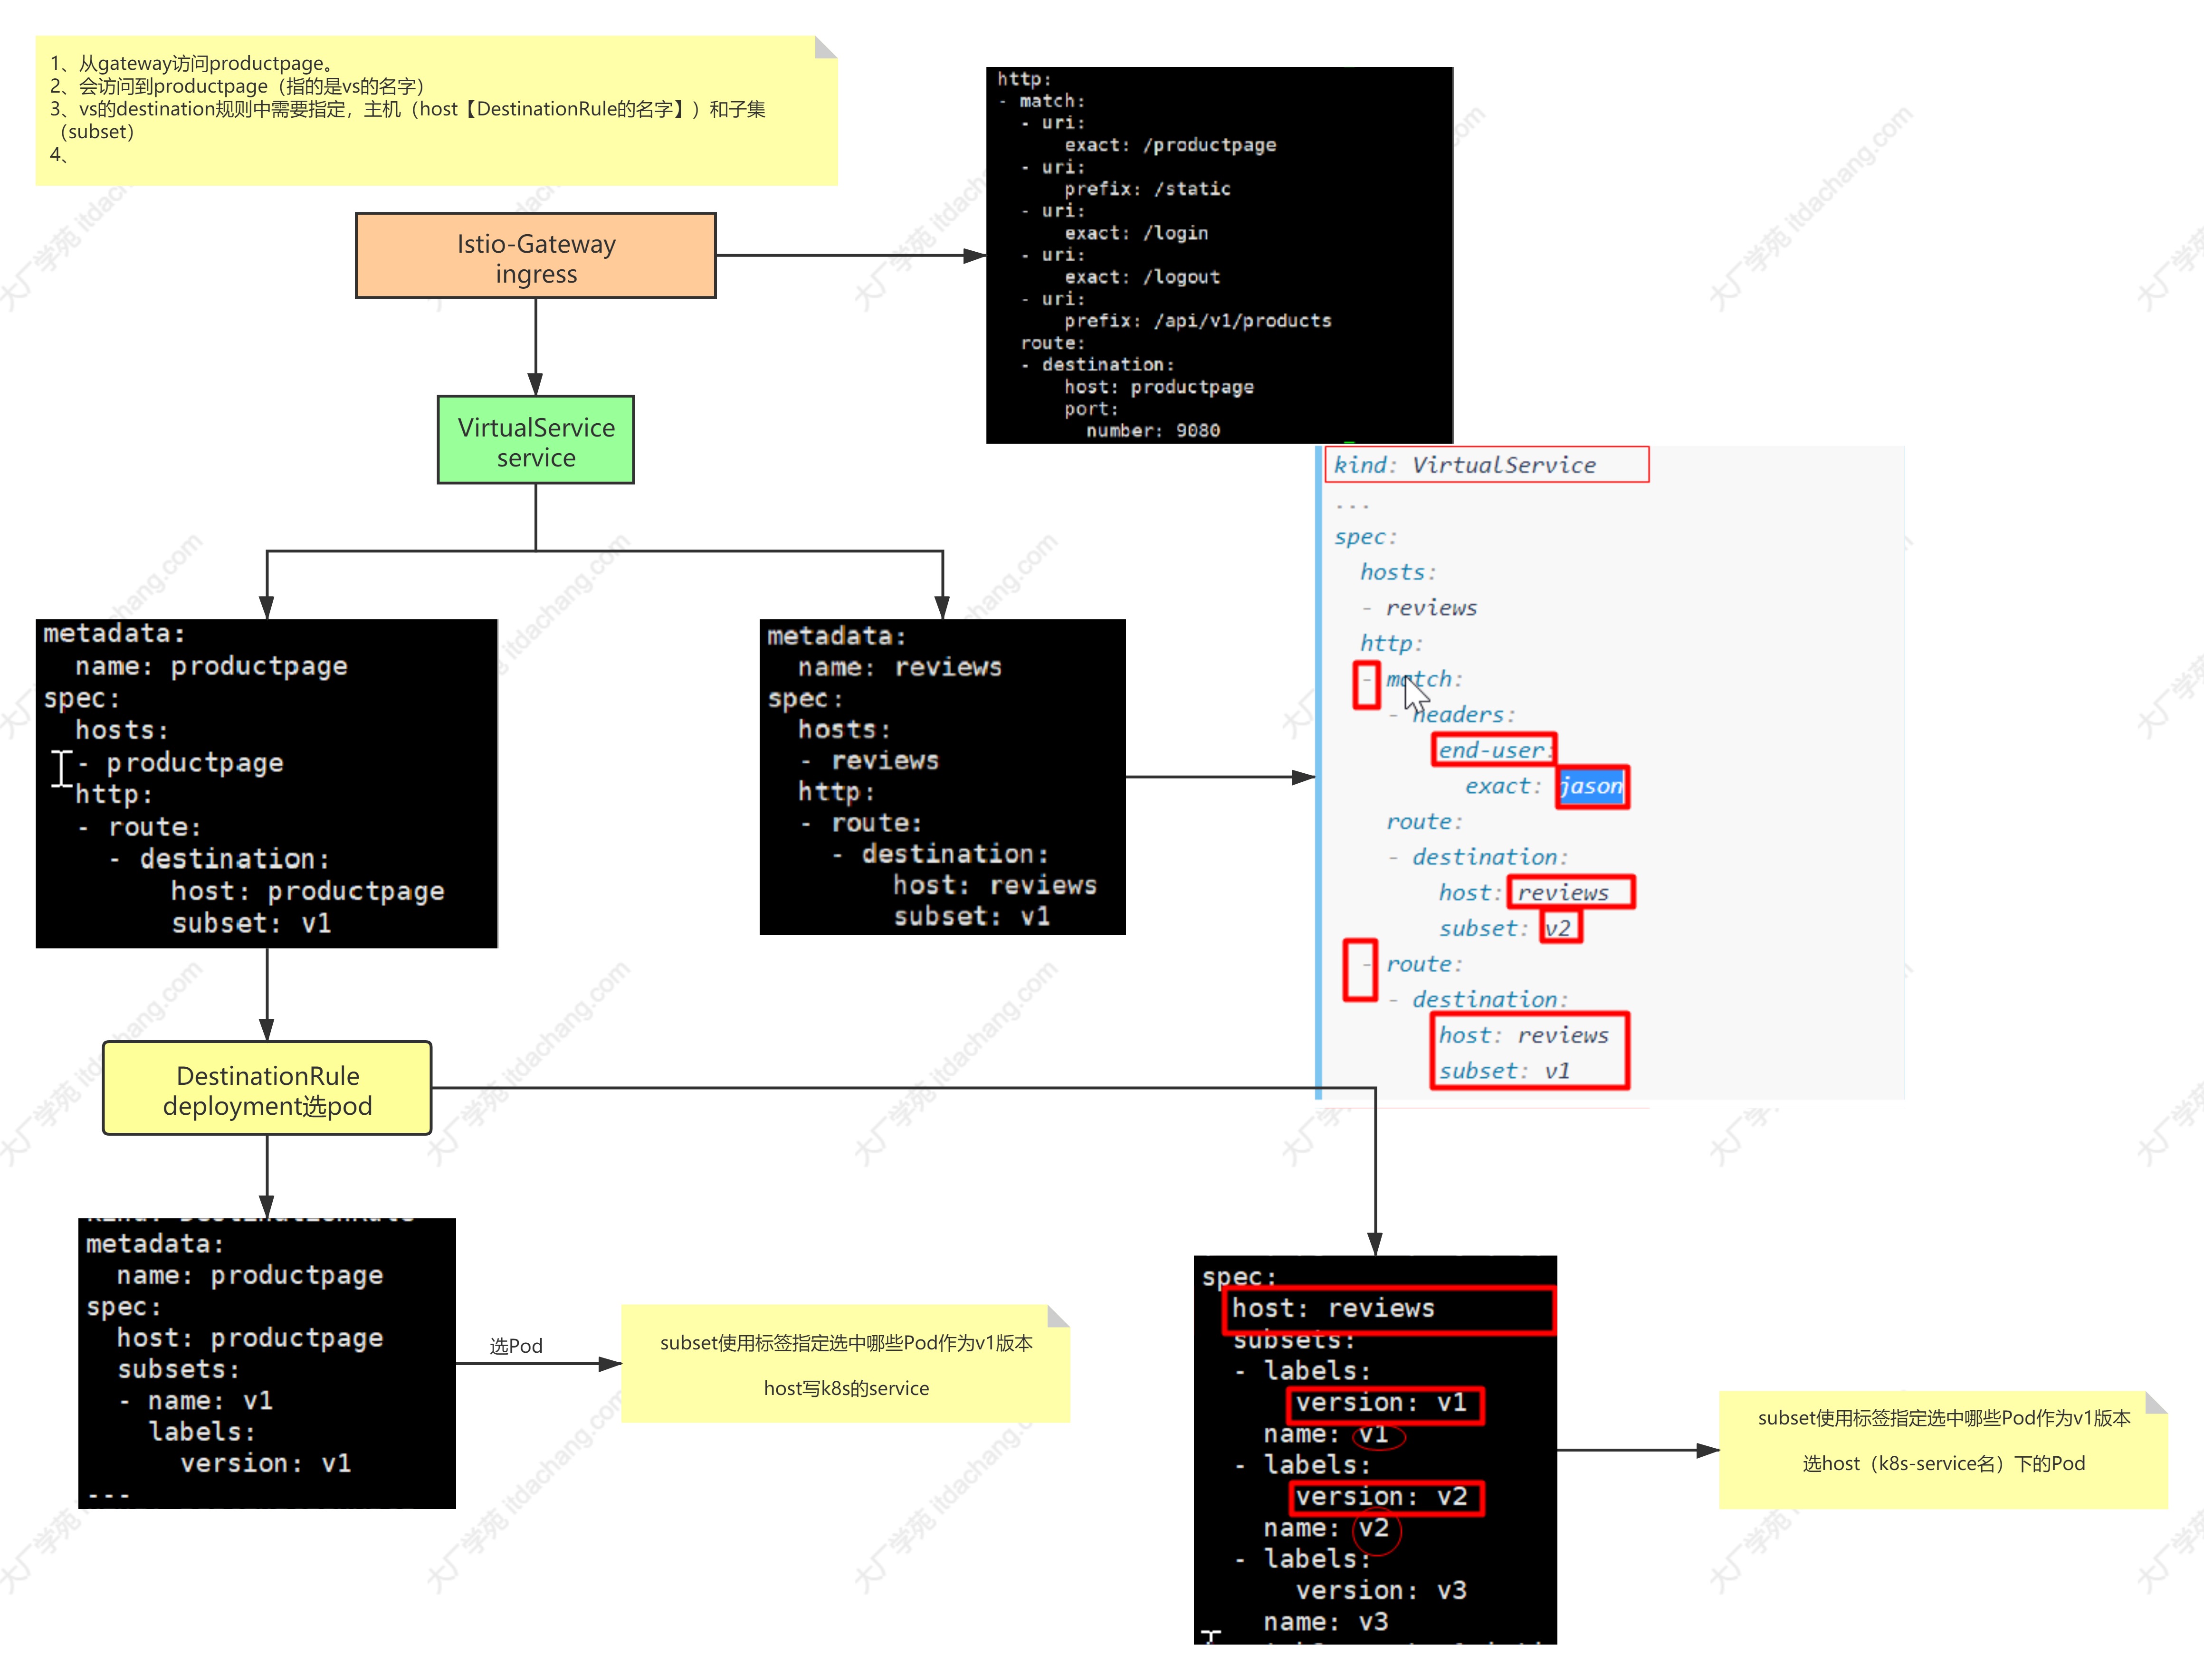 1、从gateway访问productpage。
2、会访问到productpage（指的是vs的名字）
3、vs的destination规则中需要指定，主机（host【DestinationRule的名字】）和子集
（subset）
4、
Istio-Gateway
ingress
http:
- match:
- uri:
exact: /productpage
- uri:
prefix: /static
- uri:
exact: /login
- uri:
exact: /logout
- uri:
prefix: /api/v1/products
route:
- destination:
host: productpage
port:
number: 9080
VirtualService
service
metadata:
name: productpage
spec:
hosts:
- productpage
http:
- route:
- destination:
host: productpage
subset: v1
metadata:
name: reviews
spec:
hosts:
- reviews
http:
- route:
- destination:
host: reviews
subset: v1
kind: VirtualService
...
spec:
hosts:
- reviews
http:
- match:
- headers:
end-user:
exact: jason
route:
- destination:
host: reviews
subset: v2
- route:
- destination:
host: reviews
subset: v1
DestinationRule
deployment选pod
kind: DestinationRule
metadata:
name: productpage
spec:
host: productpage
subsets:
- name: v1
labels:
version: v1
---
选Pod
subset使用标签指定选中哪些Pod作为v1版本
host写k8s的service
spec:
host: reviews
subsets:
- labels:
version: v1
name: v1
- labels:
version: v2
name: v2
- labels:
version: v3
name: v3
subset使用标签指定选中哪些Pod作为v1版本
选host（k8s-service名）下的Pod
大厂学苑 itdachang.com